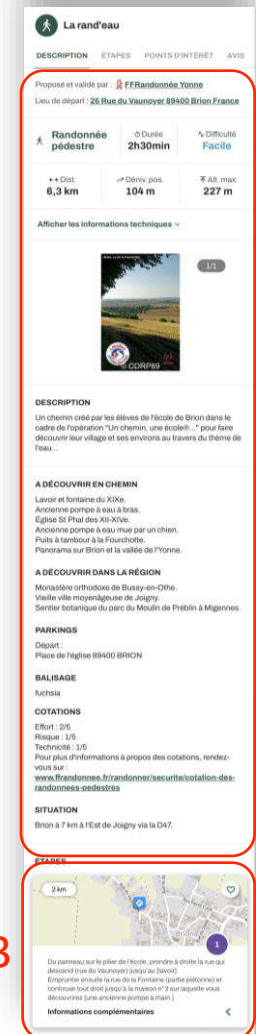 La rand'eau
DESCRIPTION ÉTAPES POINTS D'INTÉRÊT AVIS
Proposé et validé par : FFRandonnée Yonne
Lieu de départ : 26 Rue du Vaunoyer 89400 Brion France
Randonnée pédestre
Durée
2h30min
Difficulté
Facile
Dist.
6,3 km
Déniv. pos.
104 m
Alt. max
227 m
Afficher les informations techniques
1/1
© CDRP89
DESCRIPTION
Un chemin créé par les élèves de l'école de Brion dans le
cadre de l'opération "Un chemin, une école®..." pour faire
découvrir leur village et ses environs au travers du thème de
l'eau...
A DÉCOUVRIR EN CHEMIN
Lavoir et fontaine du XIXe.
Ancienne pompe à eau à bras.
Église St Phal des XII-XIVe.
Ancienne pompe à eau mue par un chien.
Puits à tambour à la Fourchotte.
Panorama sur Brion et la vallée de l'Yonne.
A DÉCOUVRIR DANS LA RÉGION
Monastère orthodoxe de Bussy-en-Othe.
Vieille ville moyenâgeuse de Joigny.
Sentier botanique du parc du Moulin de Préblin à Migennes.
PARKINGS
Départ :
Place de l'église 89400 BRION
BALISAGE
fuchsia
COTATIONS
Effort : 2/5
Risque : 1/5
Technicité : 1/5
Pour plus d'informations à propos des cotations, rendez-
vous sur :
www.ffrandonnee.fr/randonner/securite/cotation-des-
randonnees-pedestres
SITUATION
Brion à 7 km à l'Est de Joigny via la D47.
ÉTAPES
2 km
1
3
Du panneau sur le pilier de l'école, prendre à droite la rue qui
descend (rue du Vaunoyer) jusqu'au (lavoir).
Emprunter ensuite la rue de la Fontaine (partie piétonne) et
continuer tout droit jusqu'à la maison n°3 sur laquelle vous
découvrirez (une ancienne pompe à main.)
Informations complémentaires